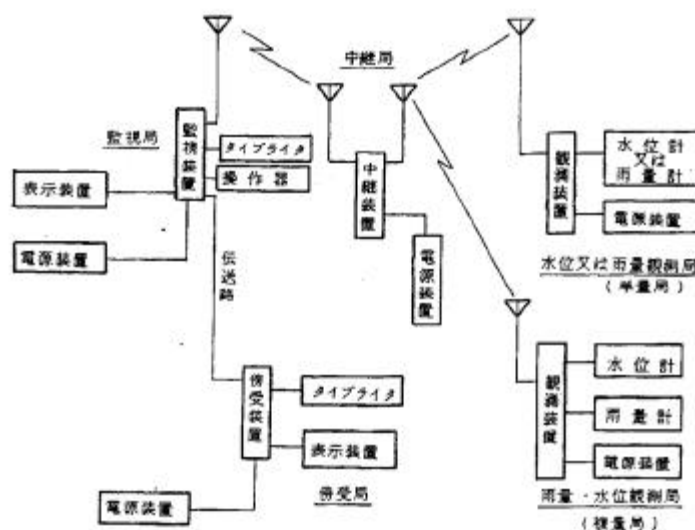 中継局
監視局
監視装置
タイプライタ
操作器
表示装置
電源装置
伝送路
中継装置
電源装置
観測装置
水位計
又は
雨量計
電源装置
水位又は雨量観測局
(単量局)
傍受装置
タイプライタ
表示装置
電源装置
傍受局
観測装置
水位計
雨量計
電源装置
雨量・水位観測局
(複量局)